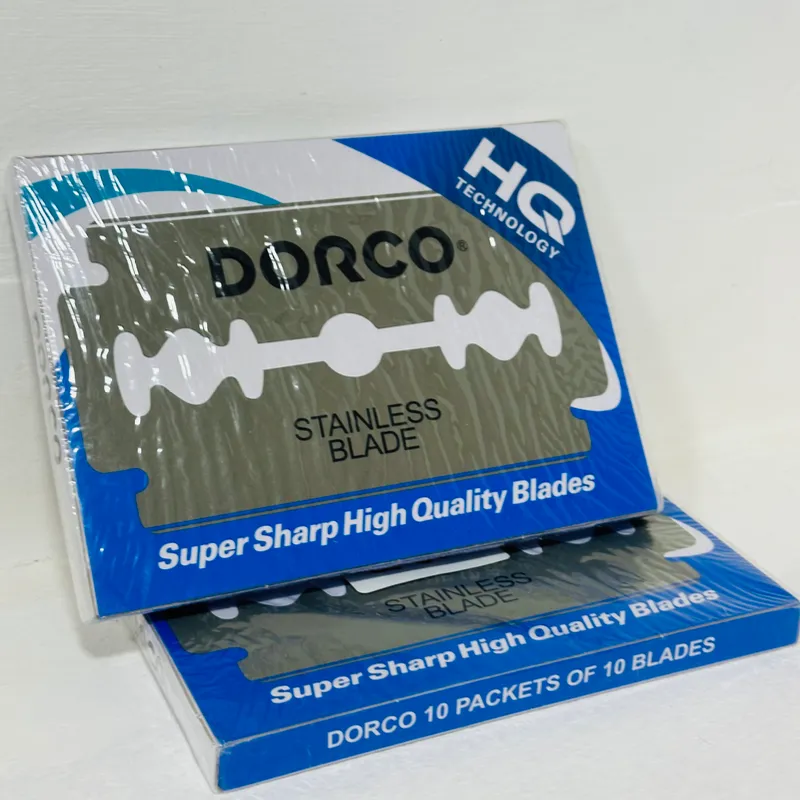 HQ
TECHNOLOGY
DORCO®
STAINLESS
BLADE
Super Sharp High Quality Blades
STAINLESS
BLADE
Super Sharp High Quality Blades
DORCO 10 PACKETS OF 10 BLADES